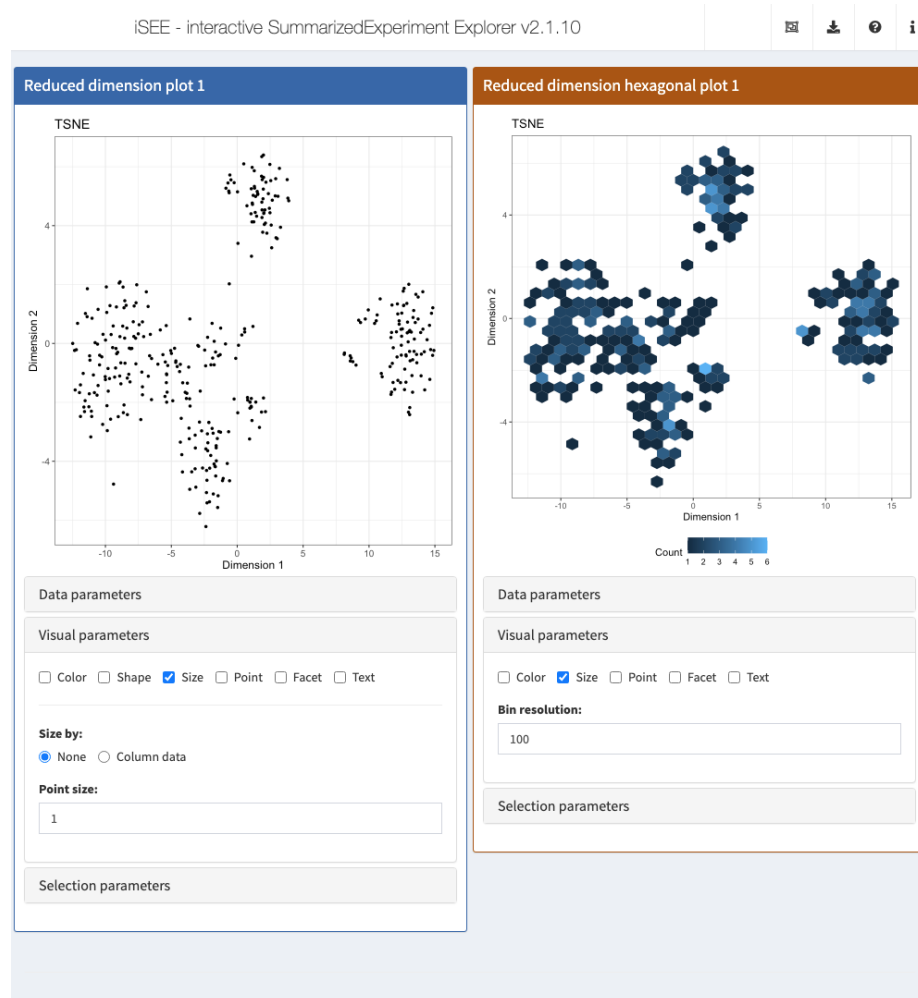 iSEE - interactive SummarizedExperiment Explorer v2.1.10
Reduced dimension plot 1
TSNE
4
0
-4
Dimension 2
-10 -5 0 5 10 15
Dimension 1
Data parameters
Visual parameters
Color Shape Size Point Facet Text
Size by:
None Column data
Point size:
1
Selection parameters
Reduced dimension hexagonal plot 1
TSNE
4
0
-4
Dimension 2
-10 -5 0 5 10 15
Dimension 1
Count
1 2 3 4 5 6
Data parameters
Visual parameters
Color Size Point Facet Text
Bin resolution:
100
Selection parameters